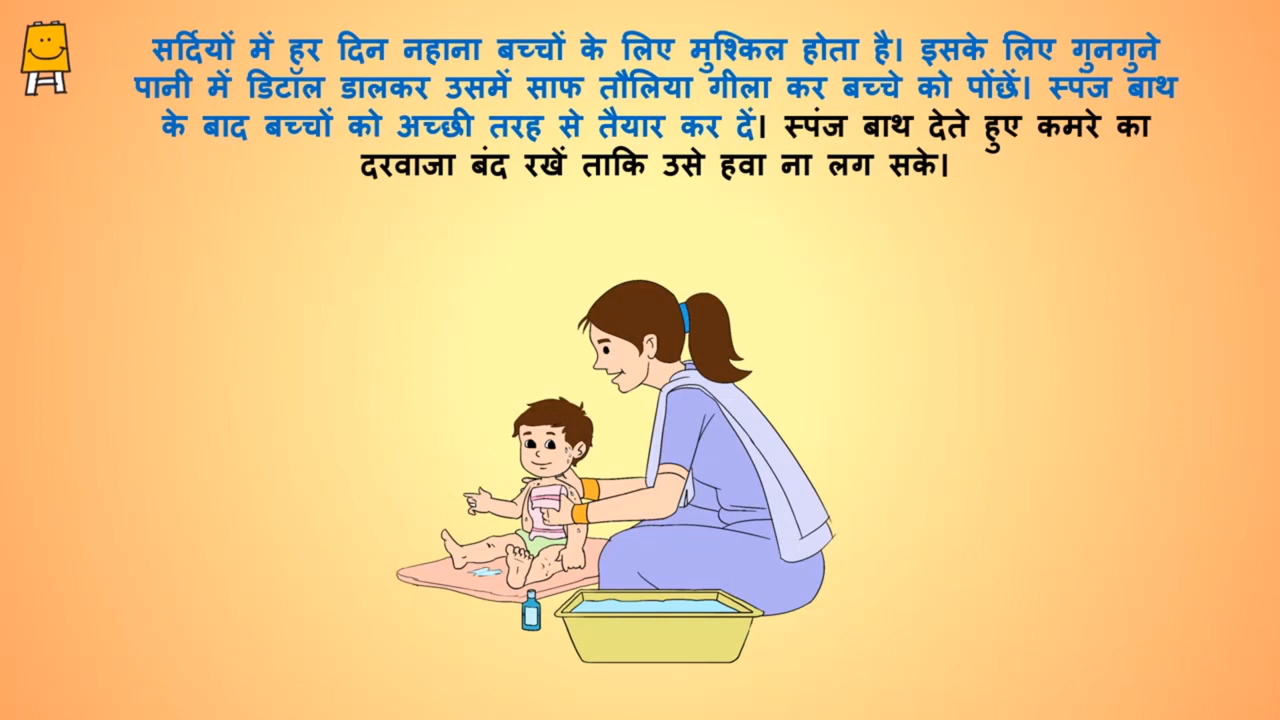 सर्दियों में हर दिन नहाना बच्चों के लिए मुश्किल होता है। इसके लिए गुनगुने
पानी में डिटॉल डालकर उसमें साफ तौलिया गीला कर बच्चे को पोंछें। स्पंज बाथ
के बाद बच्चों को अच्छी तरह से तैयार कर दें। स्पंज बाथ देते हुए कमरे का
दरवाजा बंद रखें ताकि उसे हवा ना लग सके।